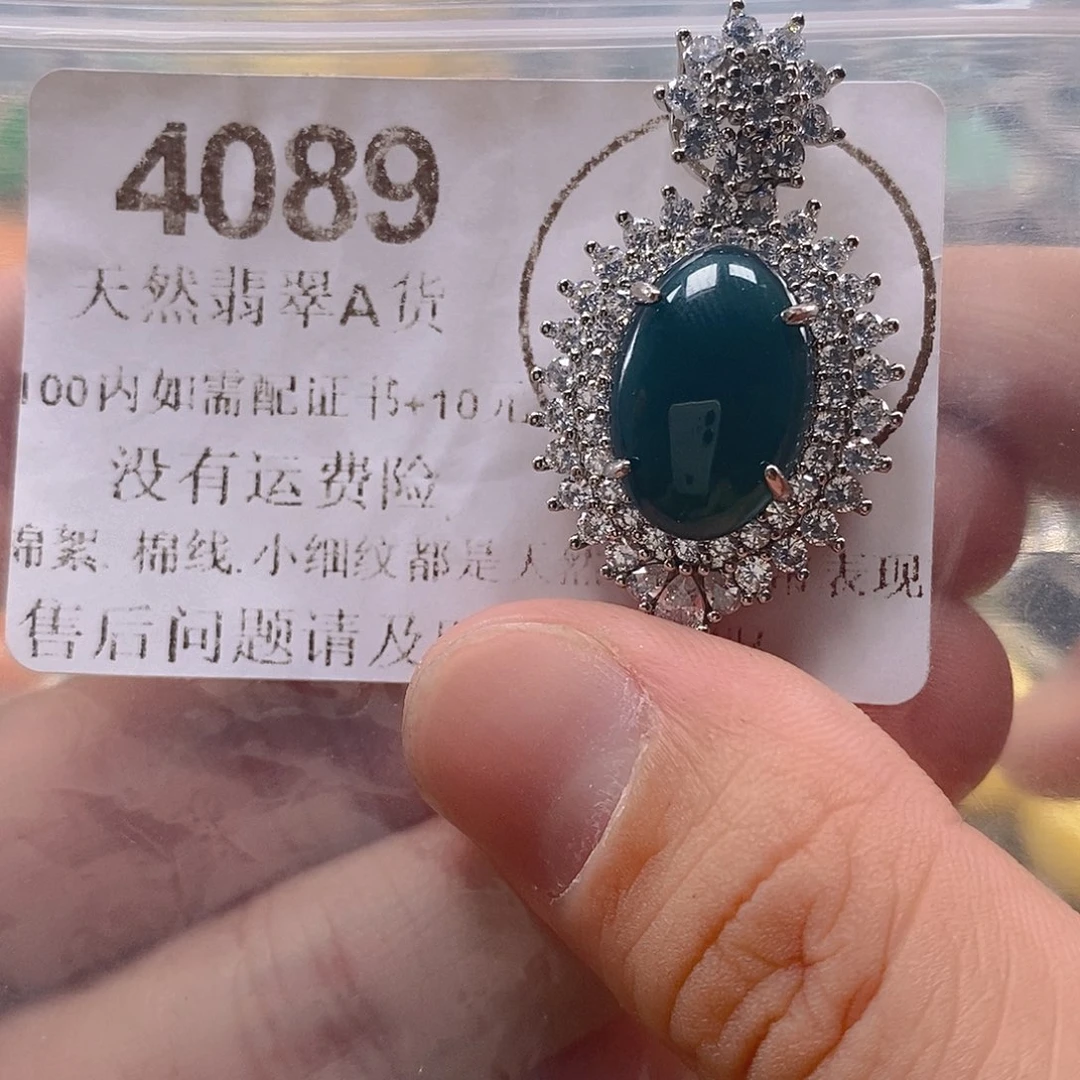 4089
天然翡翠A货
100内如需配证书+10元
没有运费险
棉絮.棉线.小细纹都是天然 表现
售后问题请及